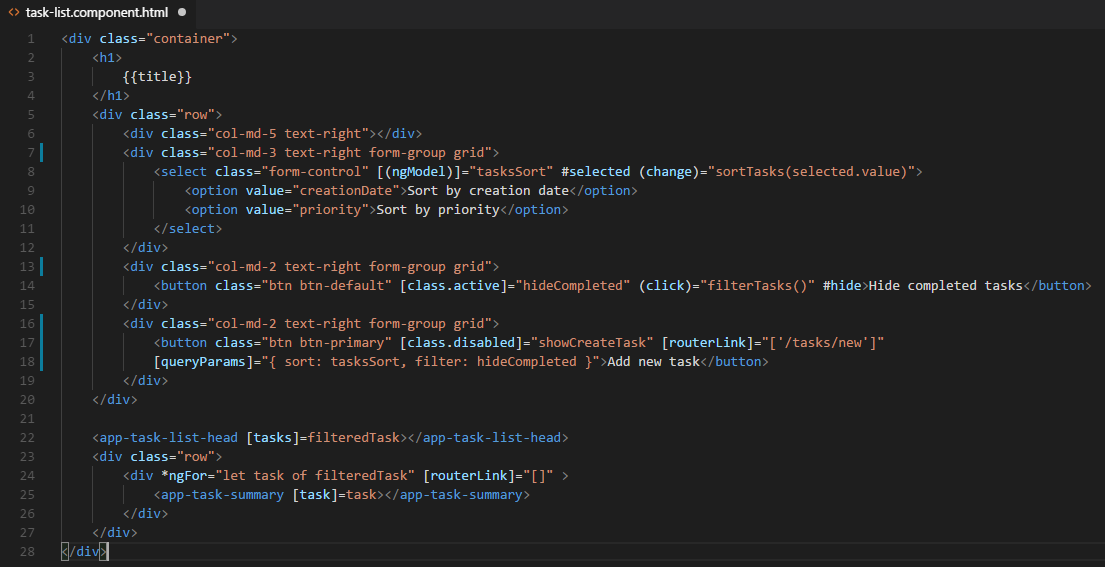 <> task-list.component.html ●
1 <div class="container">
2     <h1>
3         {{title}}
4     </h1>
5     <div class="row">
6         <div class="col-md-5 text-right"></div>
7         <div class="col-md-3 text-right form-group grid">
8             <select class="form-control" [(ngModel)]="tasksSort" #selected (change)="sortTasks(selected.value)">
9                 <option value="creationDate">Sort by creation date</option>
10                 <option value="priority">Sort by priority</option>
11             </select>
12         </div>
13         <div class="col-md-2 text-right form-group grid">
14             <button class="btn btn-default" [class.active]="hideCompleted" (click)="filterTasks()" #hide>Hide completed tasks</button>
15         </div>
16         <div class="col-md-2 text-right form-group grid">
17             <button class="btn btn-primary" [class.disabled]="showCreateTask" [routerLink]="['/tasks/new']"
18             [queryParams]="{ sort: tasksSort, filter: hideCompleted }">Add new task</button>
19         </div>
20     </div>
21
22     <app-task-list-head [tasks]=filteredTask></app-task-list-head>
23     <div class="row">
24         <div *ngFor="let task of filteredTask" [routerLink]="[]" >
25             <app-task-summary [task]=task></app-task-summary>
26         </div>
27     </div>
28 </div>